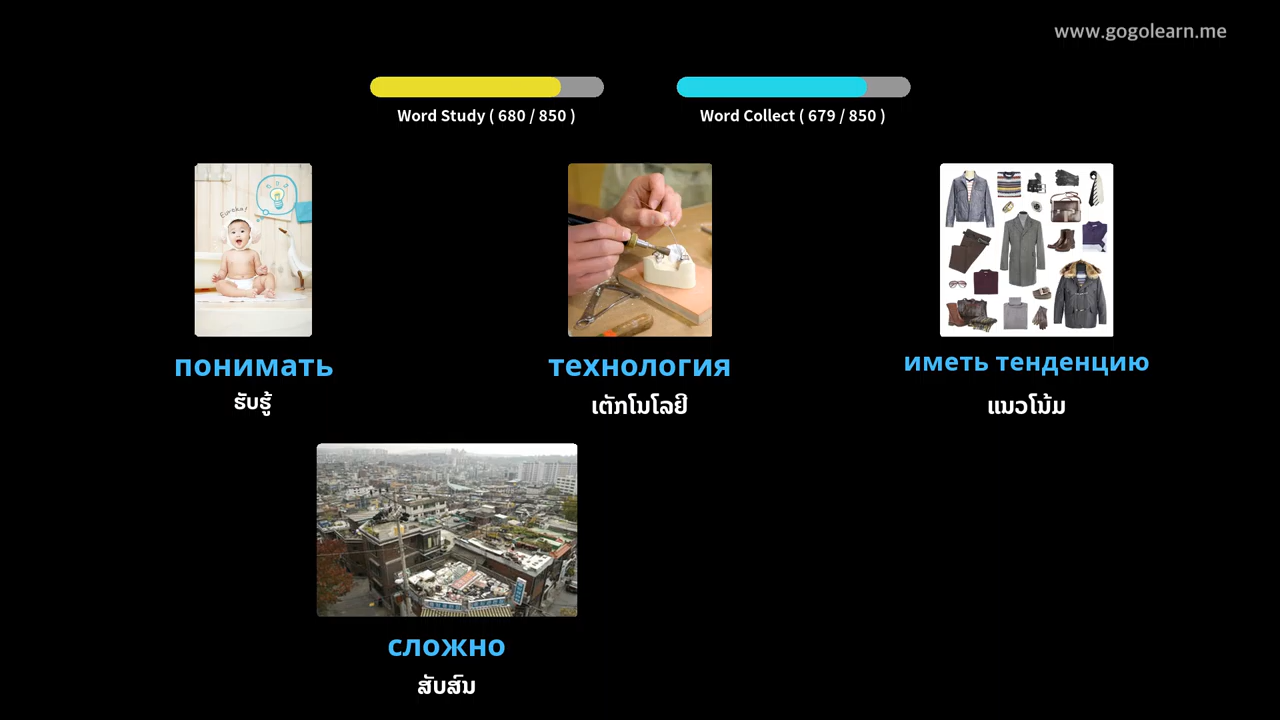 www.gogolearn.me
Word Study ( 680 / 850 )
Word Collect ( 679 / 850 )
Eureka!
понимать
ຮັບຮູ້
технология
ເຕັກໂນໂລຢີ
иметь тенденцию
ແນວໂນ້ມ
сложно
ສັບສົນ